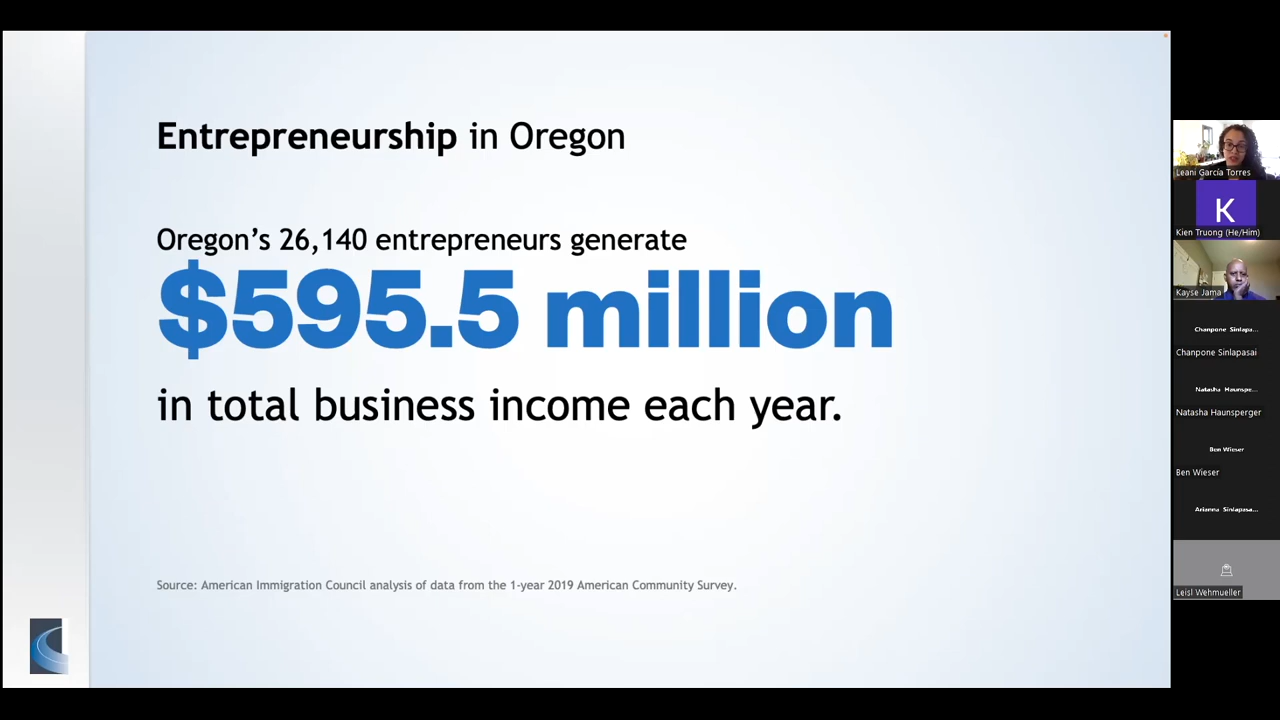 Entrepreneurship in Oregon
Oregon's 26,140 entrepreneurs generate
$595.5 million
in total business income each year.
Source: American Immigration Council analysis of data from the 1-year 2019 American Community Survey.
Leani García Torres
K
Kien Truong (He/Him)
Kayse Jama
Chanpone Sinlapa...
Chanpone Sinlapasai
Natasha Haunspe...
Natasha Haunsperger
Ben Wieser
Ben Wieser
Arianna Sinlapasa...
Leisl Wehmueller